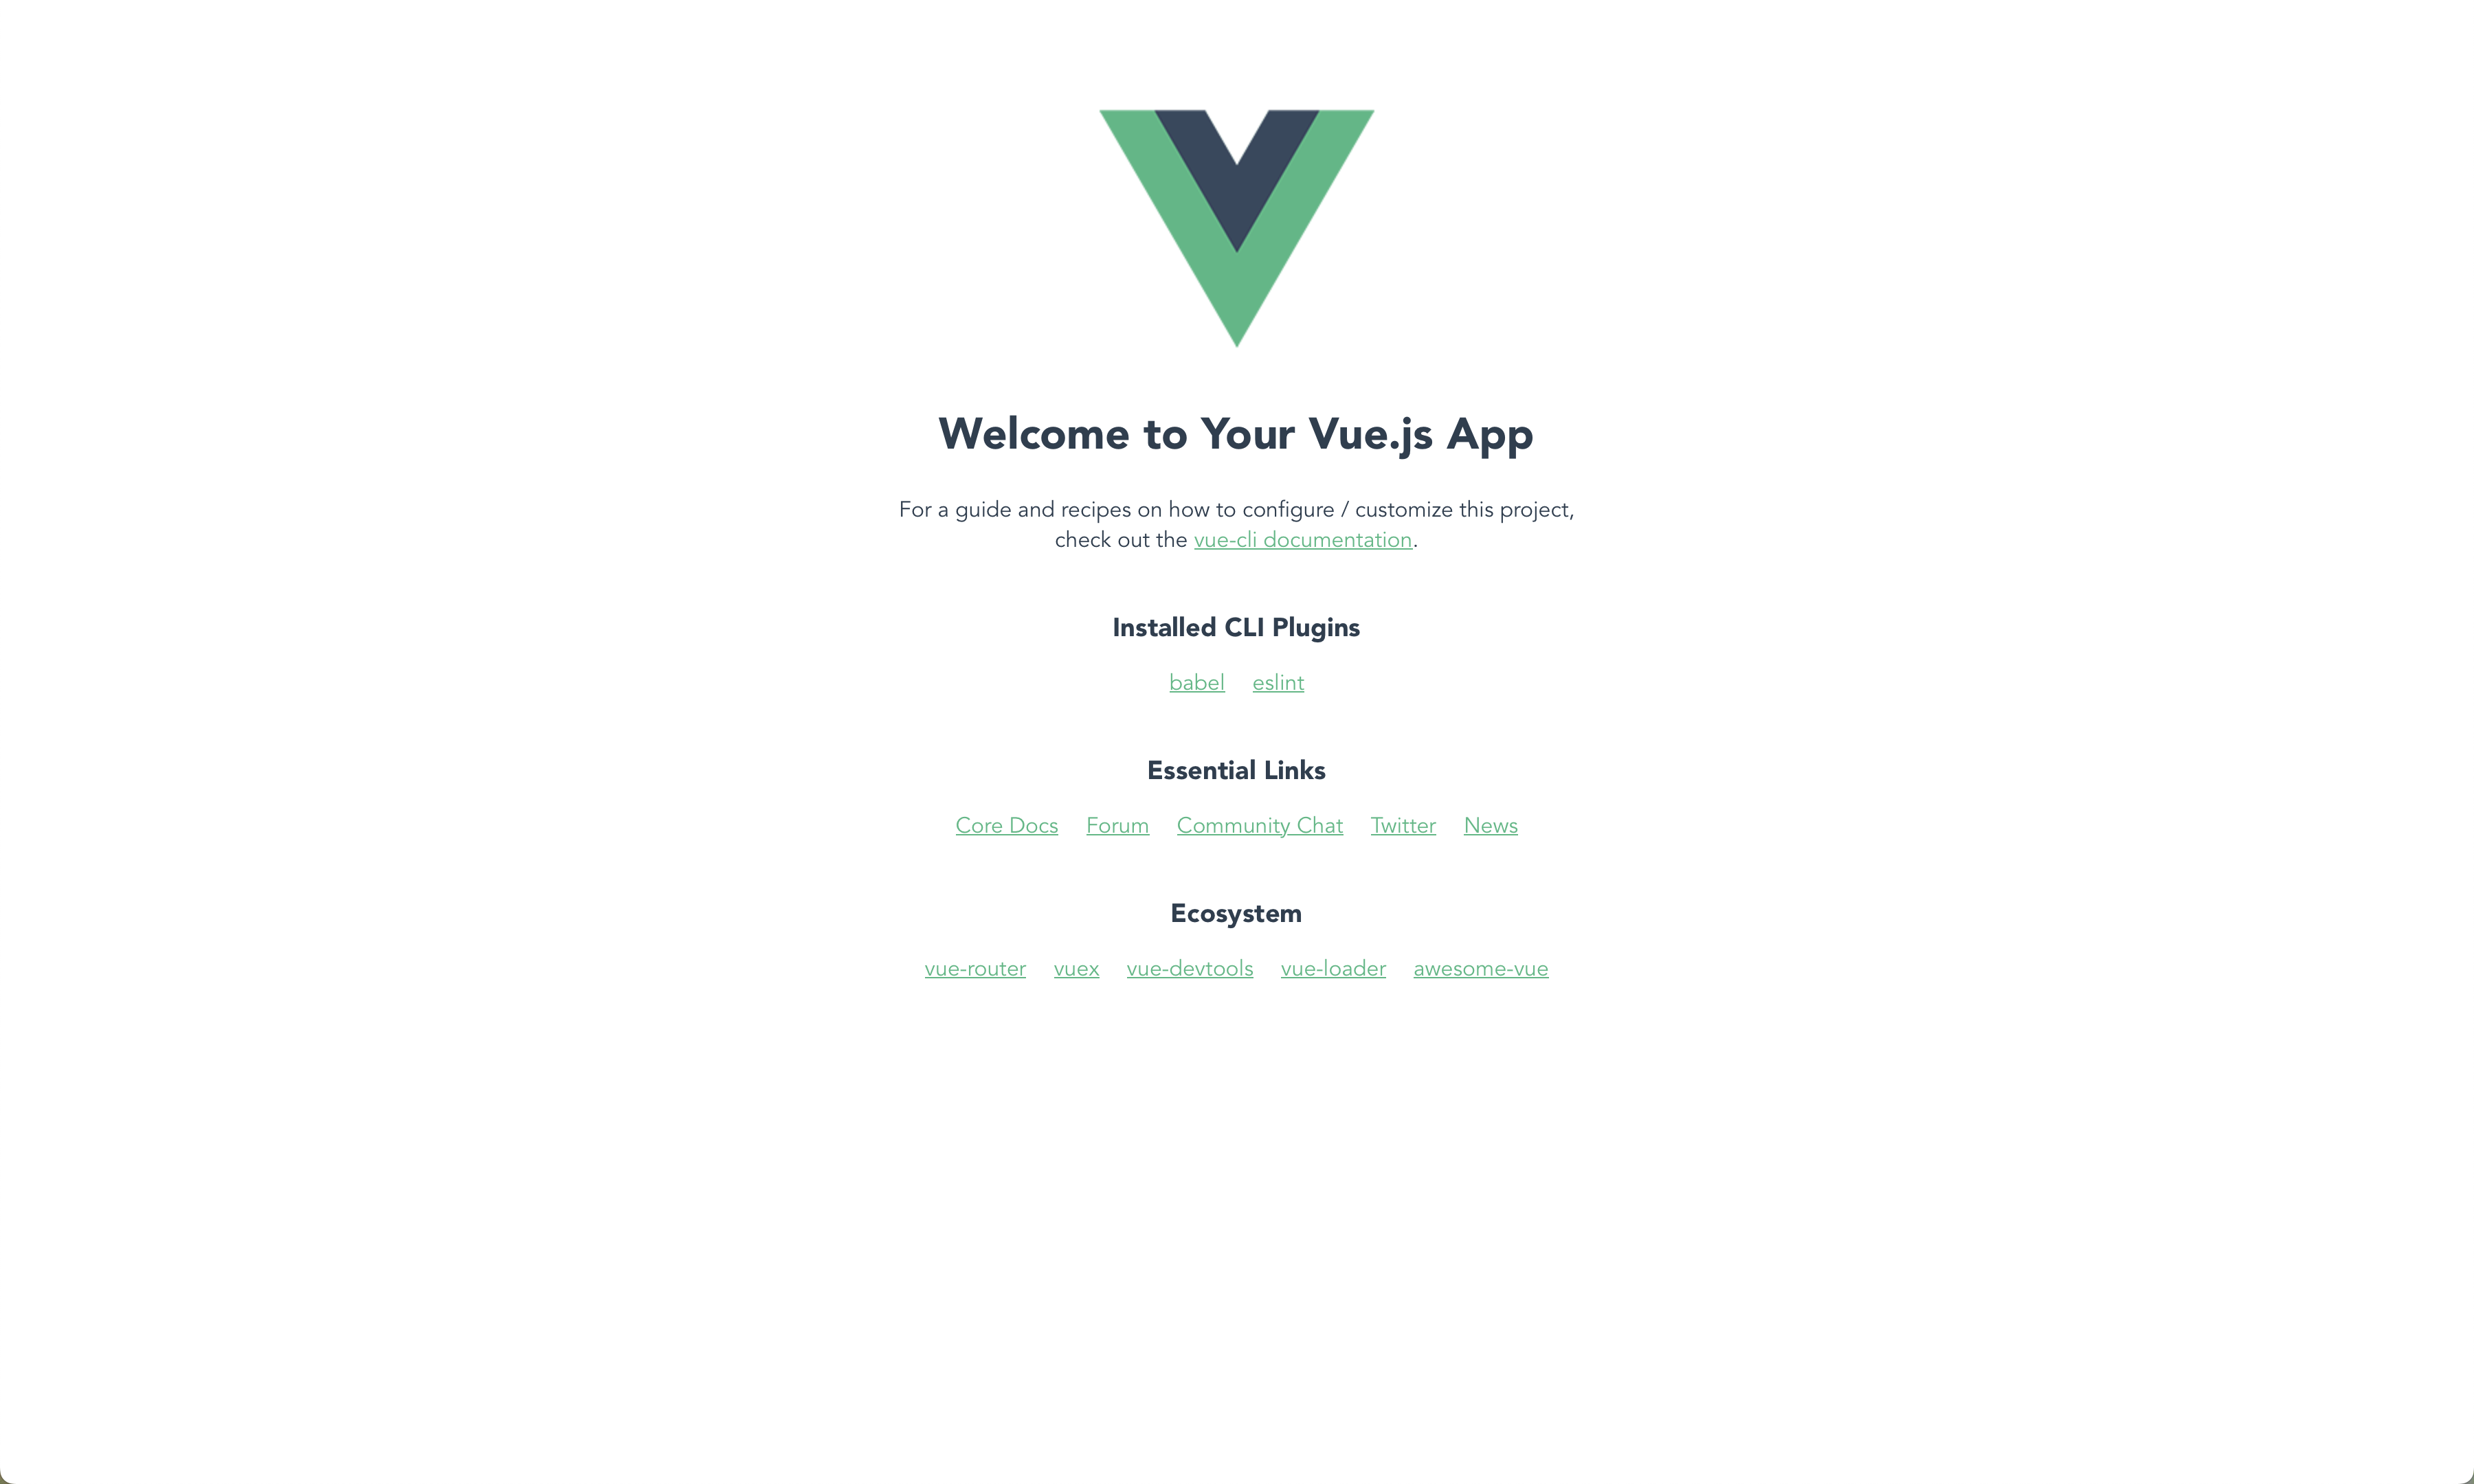 Welcome to Your Vue.js App
For a guide and recipes on how to configure / customize this project,
check out the vue-cli documentation.
Installed CLI Plugins
babel eslint
Essential Links
Core Docs Forum Community Chat Twitter News
Ecosystem
vue-router vuex vue-devtools vue-loader awesome-vue